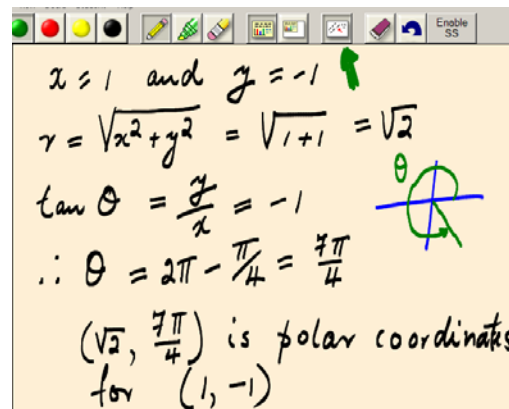 Enable
SS
x = 1 and y = -1
r = √(x² + y²) = √(1+1) = √2
tan θ = y/x = -1
θ
∴ θ = 2π - π/4 = 7π/4
(√2, 7π/4) is polar coordinates
for (1, -1)